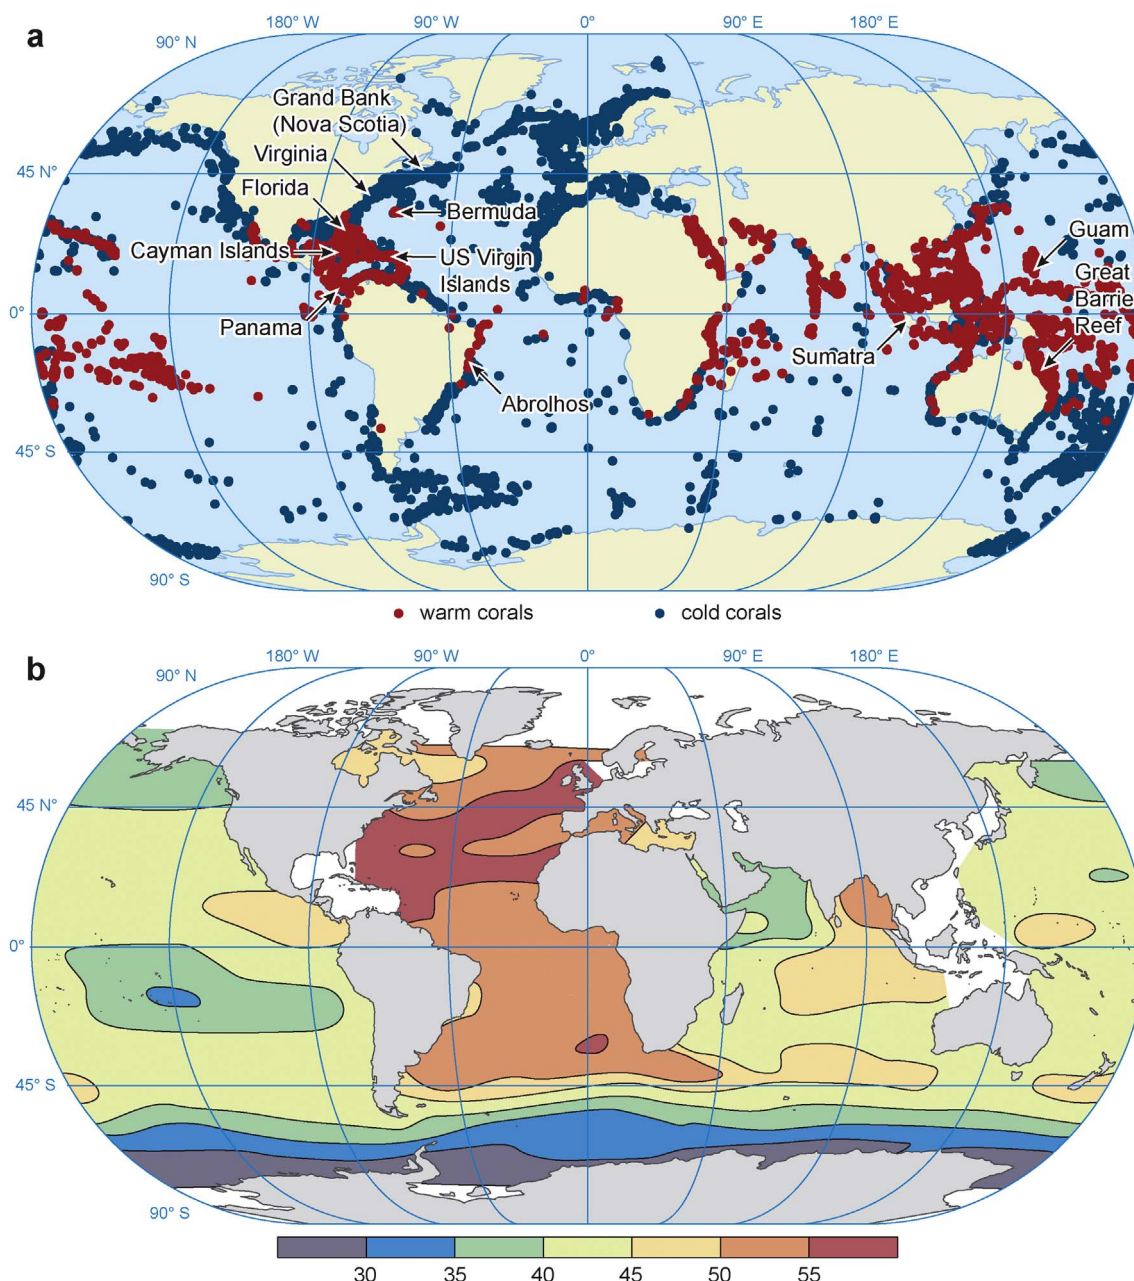 a
180° W 90° W 0° 90° E 180° E
90° N
Grand Bank
(Nova Scotia)
Virginia
45 N°
Florida
Bermuda
Guam
Cayman Islands
US Virgin
Islands
Great
Barrie
Reef
0°
Panama
Sumatra
Abrolhos
45° S
90° S
warm corals cold corals
b
180° W 90° W 0° 90° E 180° E
90° N
45 N°
0°
45° S
90° S
30 35 40 45 50 55